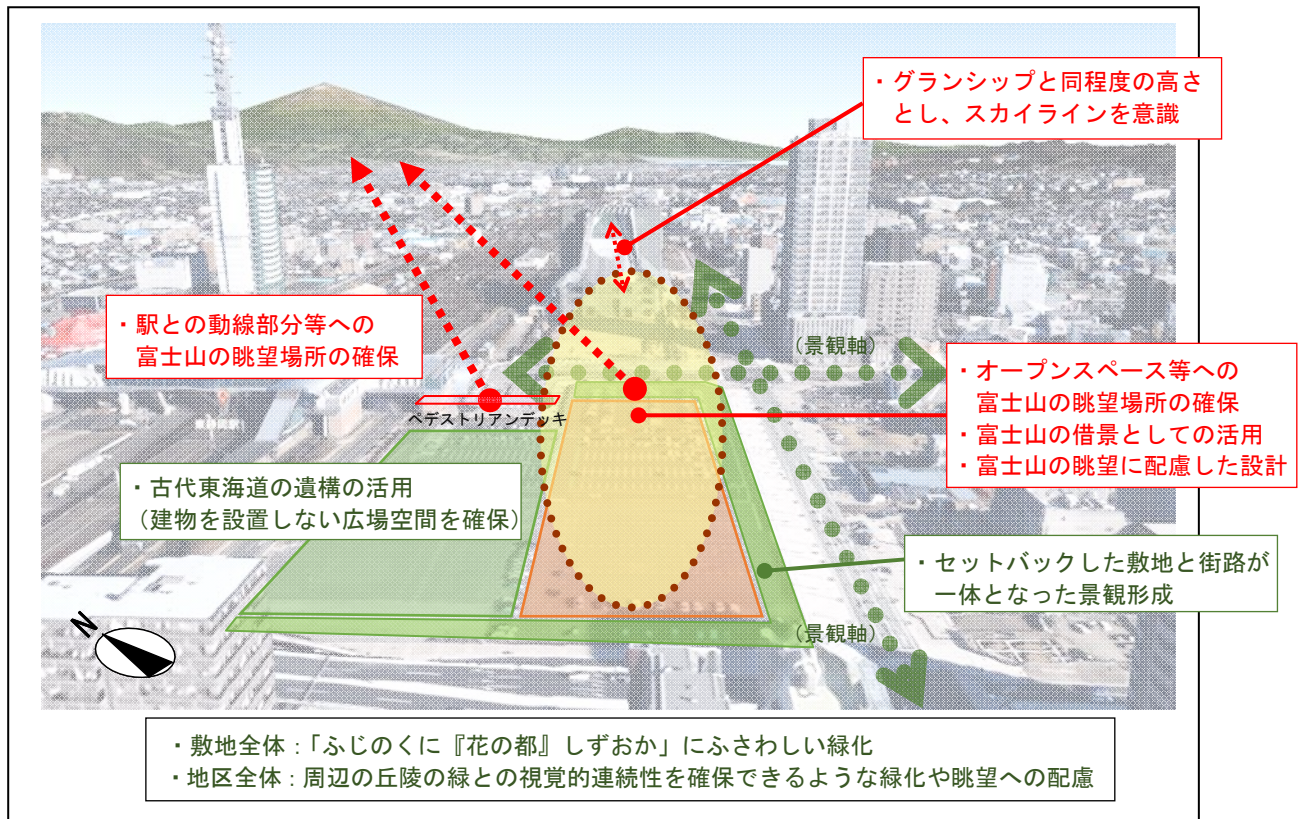 ・グランシップと同程度の高さ
とし、スカイラインを意識
・駅との動線部分等への
富士山の眺望場所の確保
（景観軸）
・オープンスペース等への
富士山の眺望場所の確保
・富士山の借景としての活用
・富士山の眺望に配慮した設計
ペデストリアンデッキ
・古代東海道の遺構の活用
（建物を設置しない広場空間を確保）
・セットバックした敷地と街路が
一体となった景観形成
（景観軸）
N
・敷地全体：「ふじのくに『花の都』しずおか」にふさわしい緑化
・地区全体：周辺の丘陵の緑との視覚的連続性を確保できるような緑化や眺望への配慮